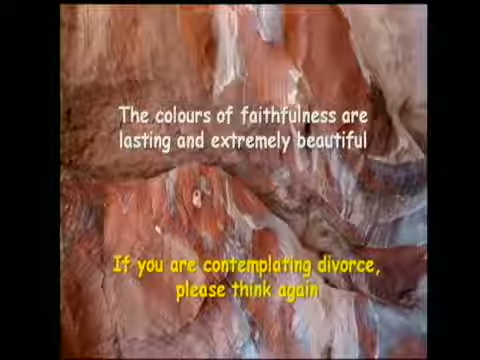 The colours of faithfulness are
lasting and extremely beautiful
If you are contemplating divorce,
please think again